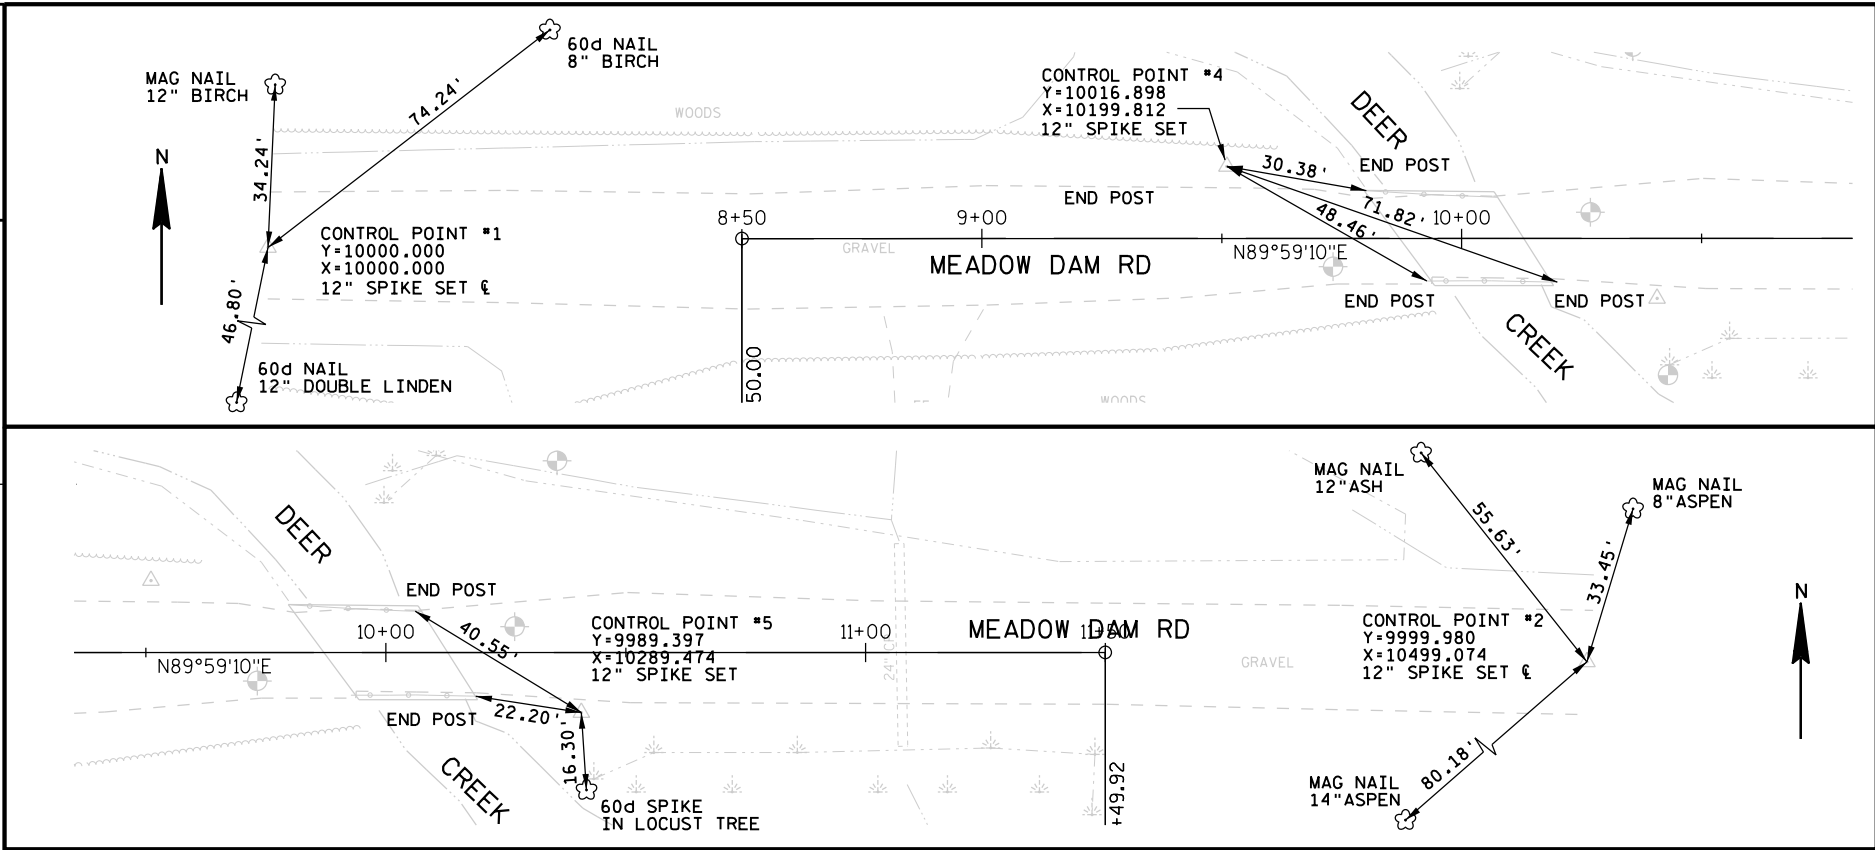 60d NAIL
8" BIRCH
MAG NAIL
12" BIRCH
74.24'
34.24'
N
WOODS
CONTROL POINT #4
Y=10016.898
X=10199.812
12" SPIKE SET
DEER
END POST
30.38'
END POST
71.82'
48.46'
8+50
9+00
10+00
GRAVEL
N89°59'10"E
MEADOW DAM RD
CONTROL POINT #1
Y=10000.000
X=10000.000
12" SPIKE SET ℄
46.80'
END POST
END POST
CREEK
50.00
60d NAIL
12" DOUBLE LINDEN
WOODS
MAG NAIL
12"ASH
MAG NAIL
8"ASPEN
DEER
55.63'
33.45'
END POST
40.55'
10+00
N89°59'10"E
CONTROL POINT #5
Y=9989.397
X=10289.474
12" SPIKE SET
11+00
MEADOW DAM RD
11+50
24" C
GRAVEL
CONTROL POINT #2
Y=9999.980
X=10499.074
12" SPIKE SET ℄
N
END POST
22.20'
16.30'
CREEK
60d SPIKE
IN LOCUST TREE
+49.92
80.18'
MAG NAIL
14"ASPEN